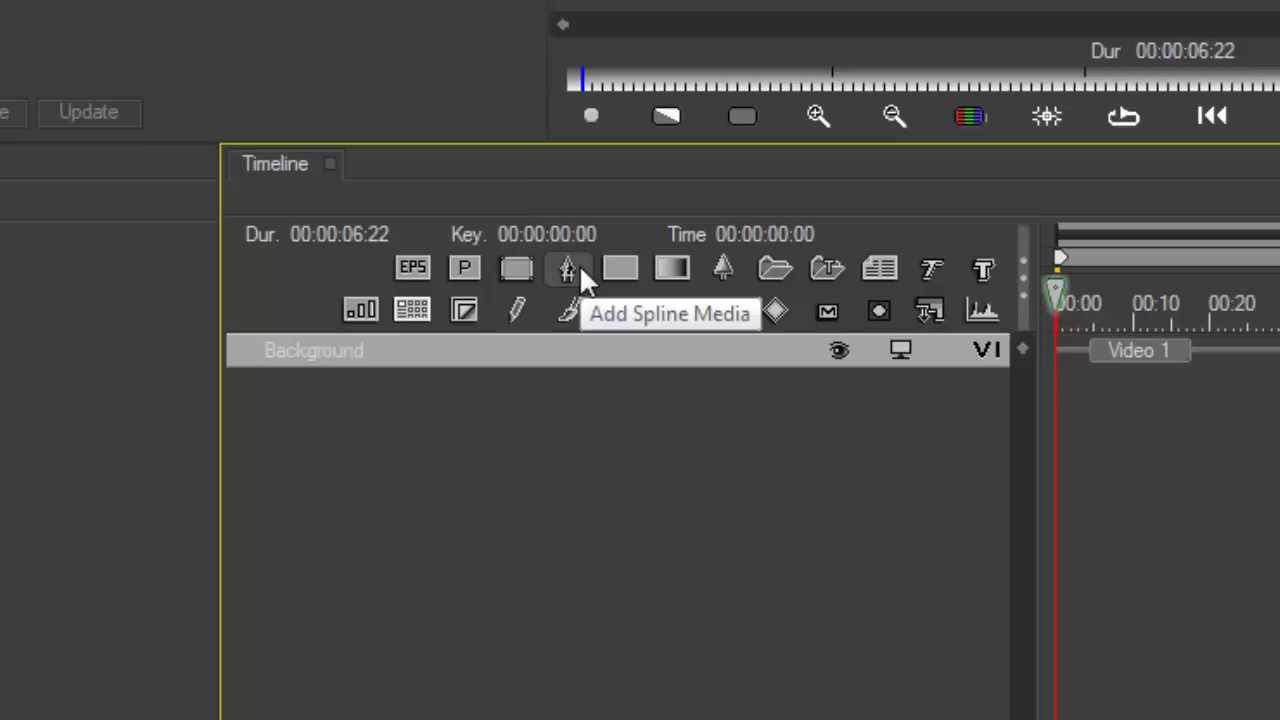 Dur 00:00:06:22
e Update
Timeline
Dur. 00:00:06:22 Key. 00:00:00:00 Time 00:00:00:00
EPS P T T T
Add Spline Media M
00:00 00:10 00:20
Background V1 Video 1